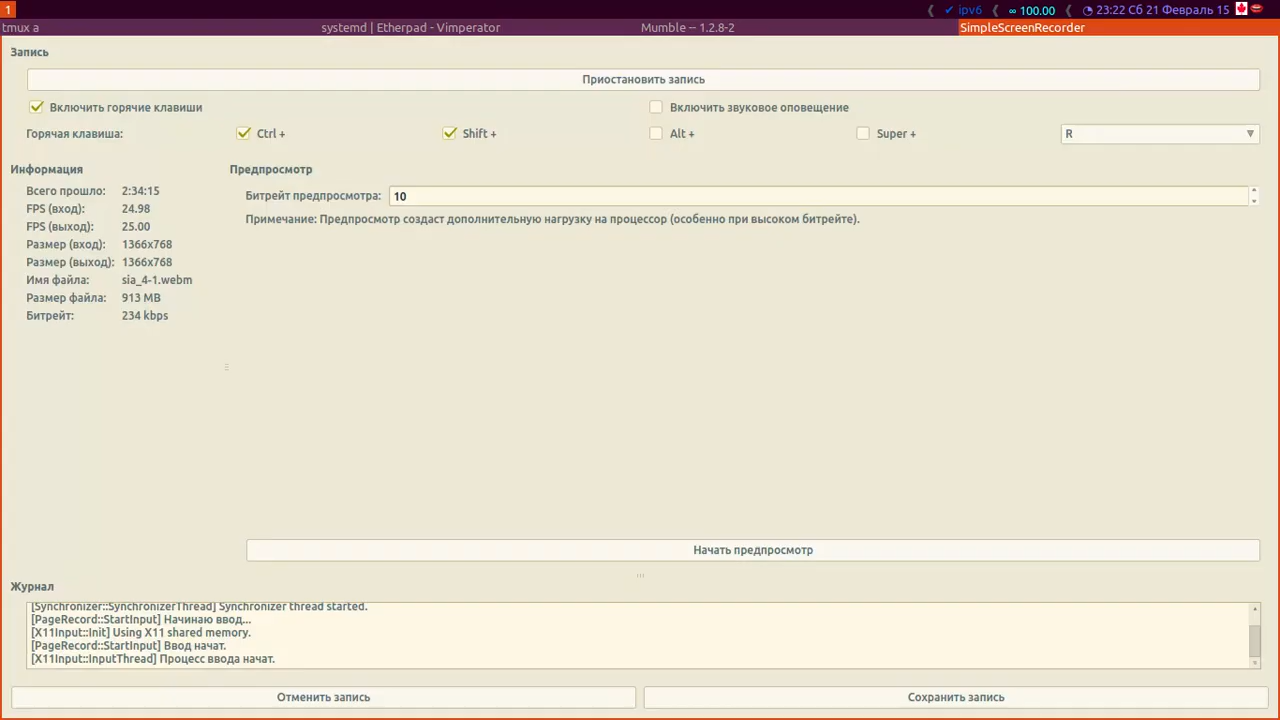 1 ✔ ipv6 ∞ 100.00 23:22 Сб 21 Февраль 15
tmux a systemd | Etherpad - Vimperator Mumble -- 1.2.8-2 SimpleScreenRecorder
Запись
Приостановить запись
Включить горячие клавиши Включить звуковое оповещение
Горячая клавиша: Ctrl + Shift + Alt + Super + R
Информация Предпросмотр
Всего прошло: 2:34:15
FPS (вход): 24.98
FPS (выход): 25.00
Размер (вход): 1366x768
Размер (выход): 1366x768
Имя файла: sia_4-1.webm
Размер файла: 913 MB
Битрейт: 234 kbps
Битрейт предпросмотра: 10
Примечание: Предпросмотр создаст дополнительную нагрузку на процессор (особенно при высоком битрейте).
Начать предпросмотр
Журнал
[Synchronizer::SynchronizerThread] Synchronizer thread started.
[PageRecord::StartInput] Начинаю ввод...
[X11Input::Init] Using X11 shared memory.
[PageRecord::StartInput] Ввод начат.
[X11Input::InputThread] Процесс ввода начат.
Отменить запись Сохранить запись